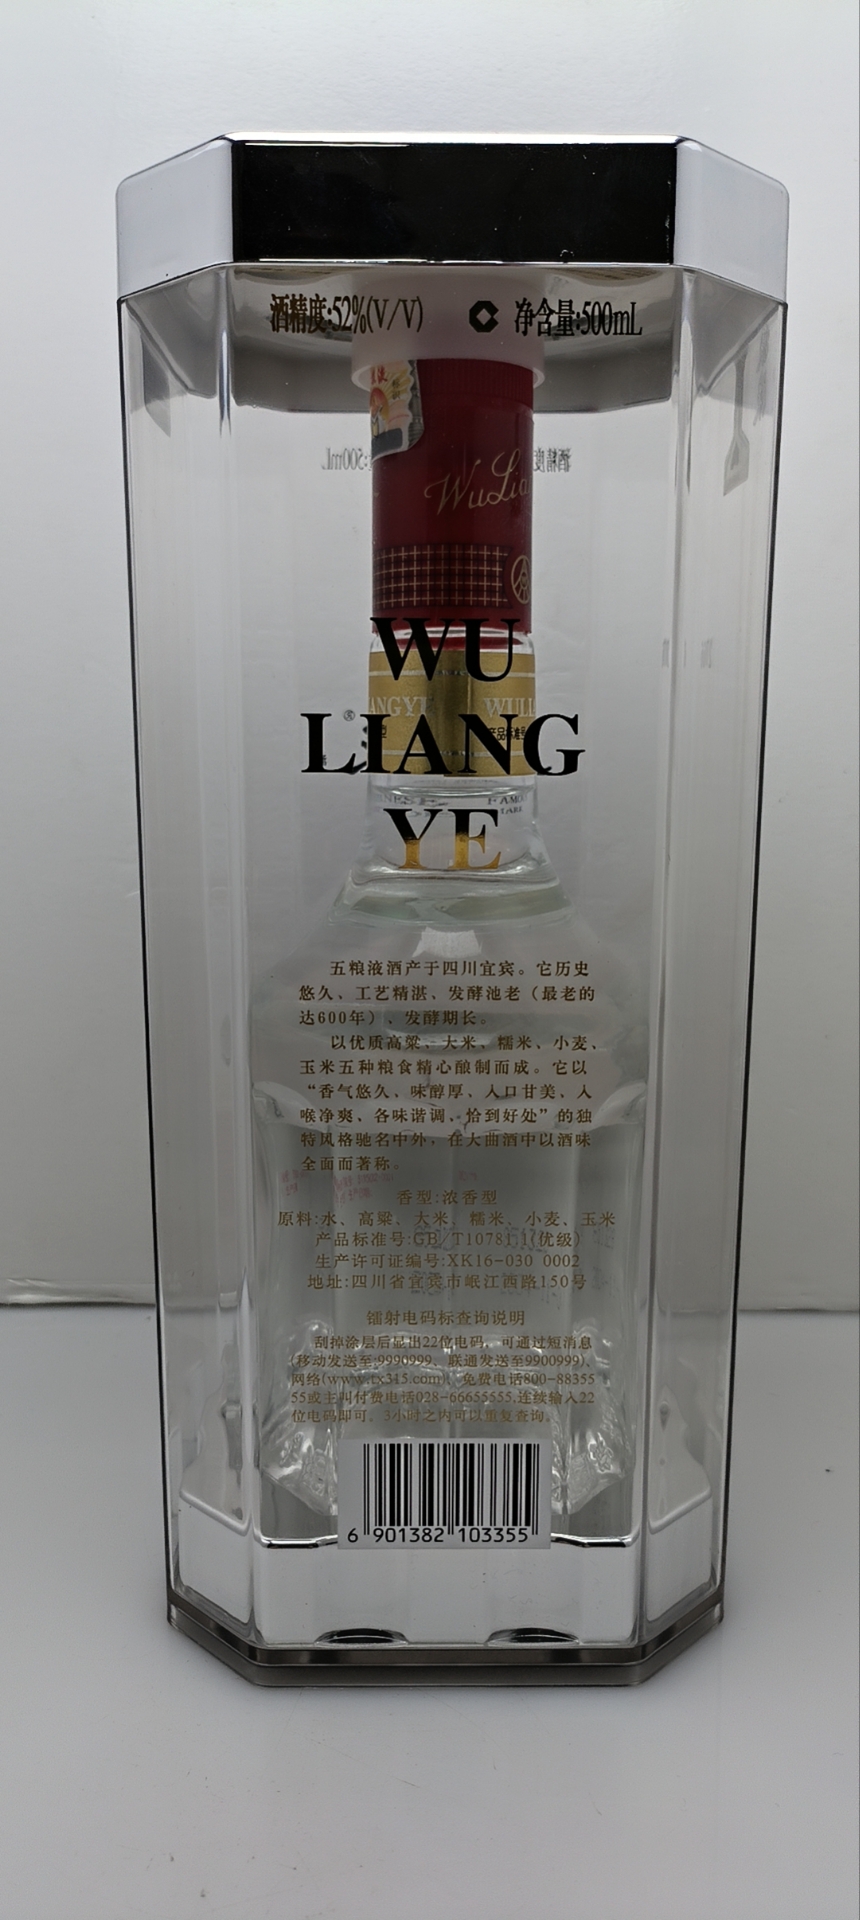 酒精度:52%(V/V) 净含量:500mL
WuLia
WU
LIANG
YE
®
五粮液酒产于四川宜宾。它历史
悠久、工艺精湛、发酵池老（最老的
达600年）、发酵期长。
以优质高粱、大米、糯米、小麦、
玉米五种粮食精心酿制而成。它以
“香气悠久、味醇厚、入口甘美、入
喉净爽、各味谐调、恰到好处”的独
特风格驰名中外，在大曲酒中以酒味
全面而著称。
香型:浓香型
原料:水、高粱、大米、糯米、小麦、玉米
产品标准号:GB/T10781.1(优级)
生产许可证编号:XK16-030 0002
地址:四川省宜宾市岷江西路150号
镭射电码标查询说明
刮掉涂层后显出22位电码，可通过短消息
(移动发送至:9990999、联通发送至9900999)、
网络(www.tx315.com)、免费电话800-88355
55或主叫付费电话028-66655555,连续输入22
位电码即可。3小时之内可以重复查询。
6 901382 103355